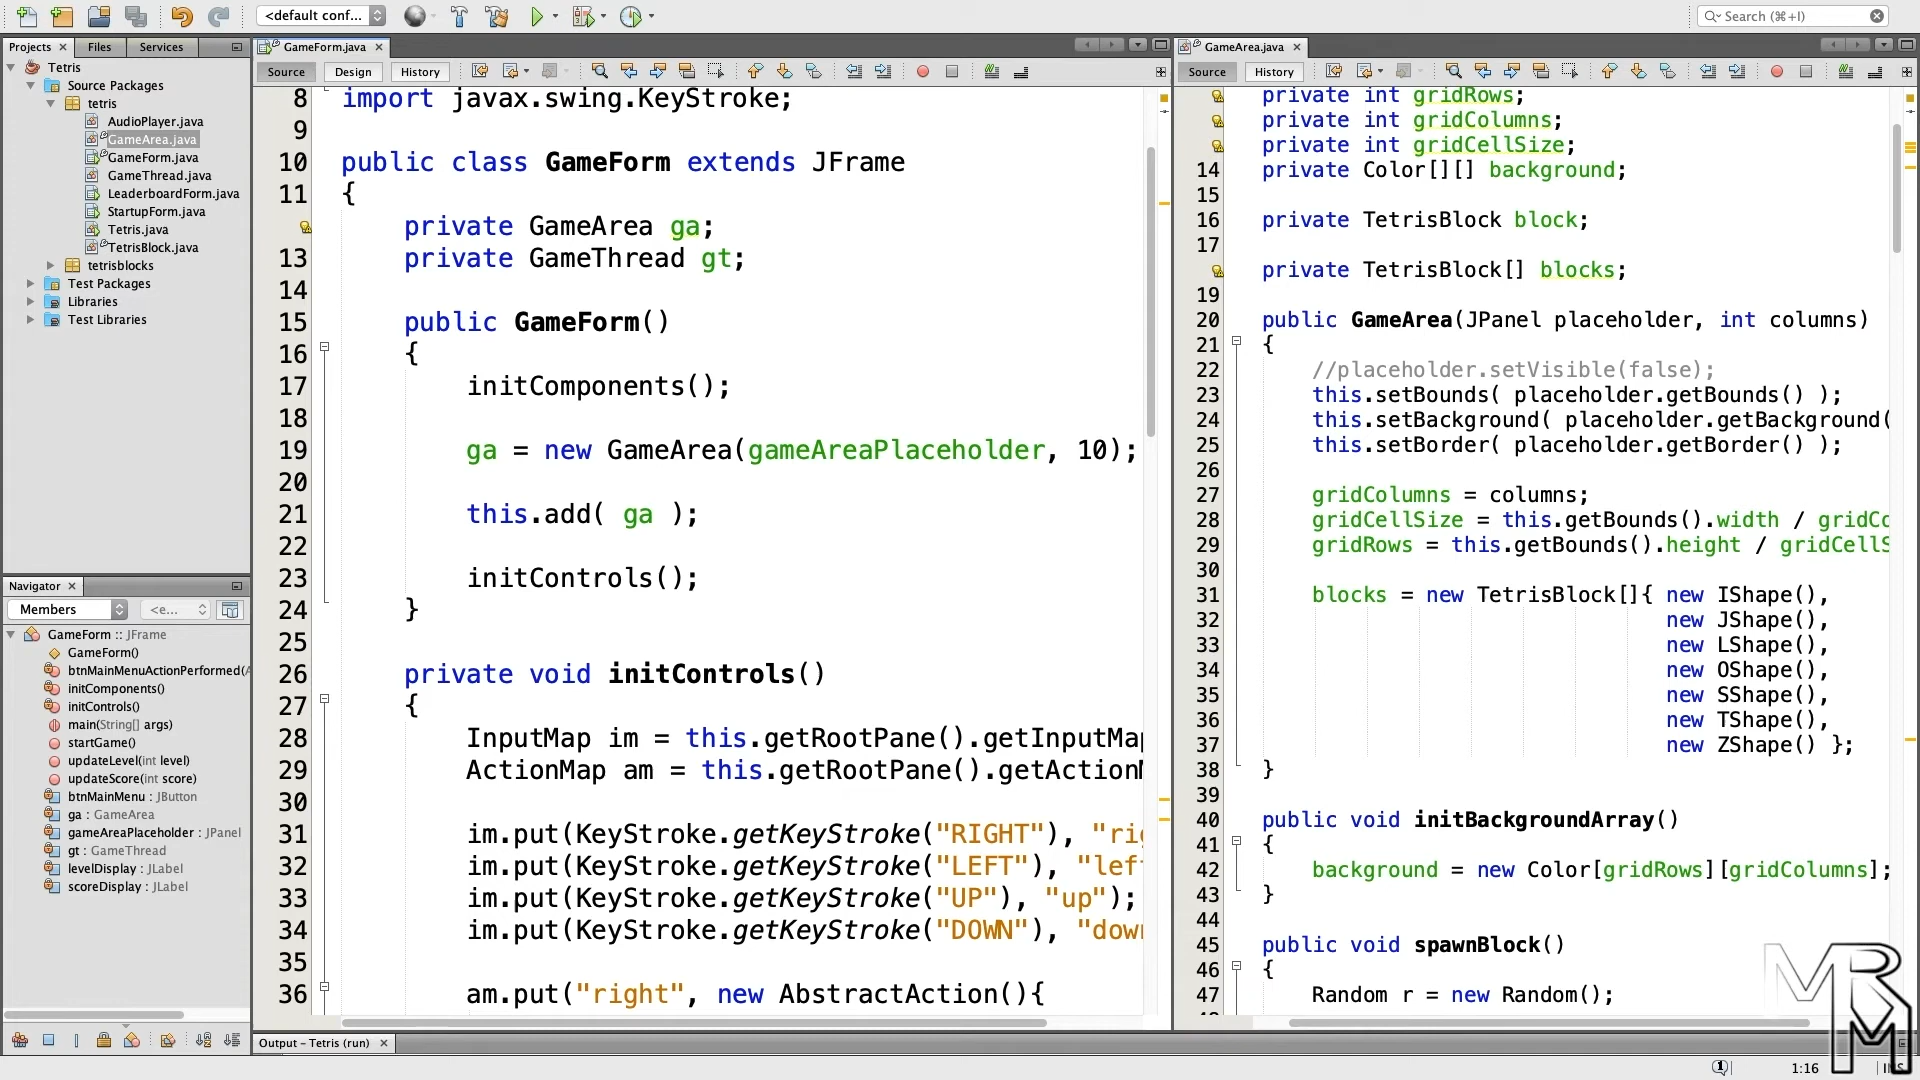 <default conf...
Search (⌘+I)
Projects
Files
Services
Tetris
Source Packages
tetris
AudioPlayer.java
GameArea.java
GameForm.java
GameThread.java
LeaderboardForm.java
StartupForm.java
Tetris.java
TetrisBlock.java
tetrisblocks
Test Packages
Libraries
Test Libraries
Navigator
Members
<e...
GameForm :: JFrame
GameForm()
btnMainMenuActionPerformed(A
initComponents()
initControls()
main(String[] args)
startGame()
updateLevel(int level)
updateScore(int score)
btnMainMenu : JButton
ga : GameArea
gameAreaPlaceholder : JPanel
gt : GameThread
levelDisplay : JLabel
scoreDisplay : JLabel
GameForm.java
Source Design History
8 import javax.swing.KeyStroke;
9
10 public class GameForm extends JFrame
11 {
private GameArea ga;
13 private GameThread gt;
14
15 public GameForm()
16 {
17 initComponents();
18
19 ga = new GameArea(gameAreaPlaceholder, 10);
20
21 this.add( ga );
22
23 initControls();
24 }
25
26 private void initControls()
27 {
28 InputMap im = this.getRootPane().getInputMap
29 ActionMap am = this.getRootPane().getActionM
30
31 im.put(KeyStroke.getKeyStroke("RIGHT"), "rig
32 im.put(KeyStroke.getKeyStroke("LEFT"), "left
33 im.put(KeyStroke.getKeyStroke("UP"), "up");
34 im.put(KeyStroke.getKeyStroke("DOWN"), "down
35
36 am.put("right", new AbstractAction(){
GameArea.java
Source History
private int gridRows;
private int gridColumns;
private int gridCellSize;
14 private Color[][] background;
15
16 private TetrisBlock block;
17
private TetrisBlock[] blocks;
19
20 public GameArea(JPanel placeholder, int columns)
21 {
22 //placeholder.setVisible(false);
23 this.setBounds( placeholder.getBounds() );
24 this.setBackground( placeholder.getBackground(
25 this.setBorder( placeholder.getBorder() );
26
27 gridColumns = columns;
28 gridCellSize = this.getBounds().width / gridCo
29 gridRows = this.getBounds().height / gridCellS
30
31 blocks = new TetrisBlock[]{ new IShape(),
32 new JShape(),
33 new LShape(),
34 new OShape(),
35 new SShape(),
36 new TShape(),
37 new ZShape() };
38 }
39
40 public void initBackgroundArray()
41 {
42 background = new Color[gridRows][gridColumns];
43 }
44
45 public void spawnBlock()
46 {
47 Random r = new Random();
Output – Tetris (run)
1:16